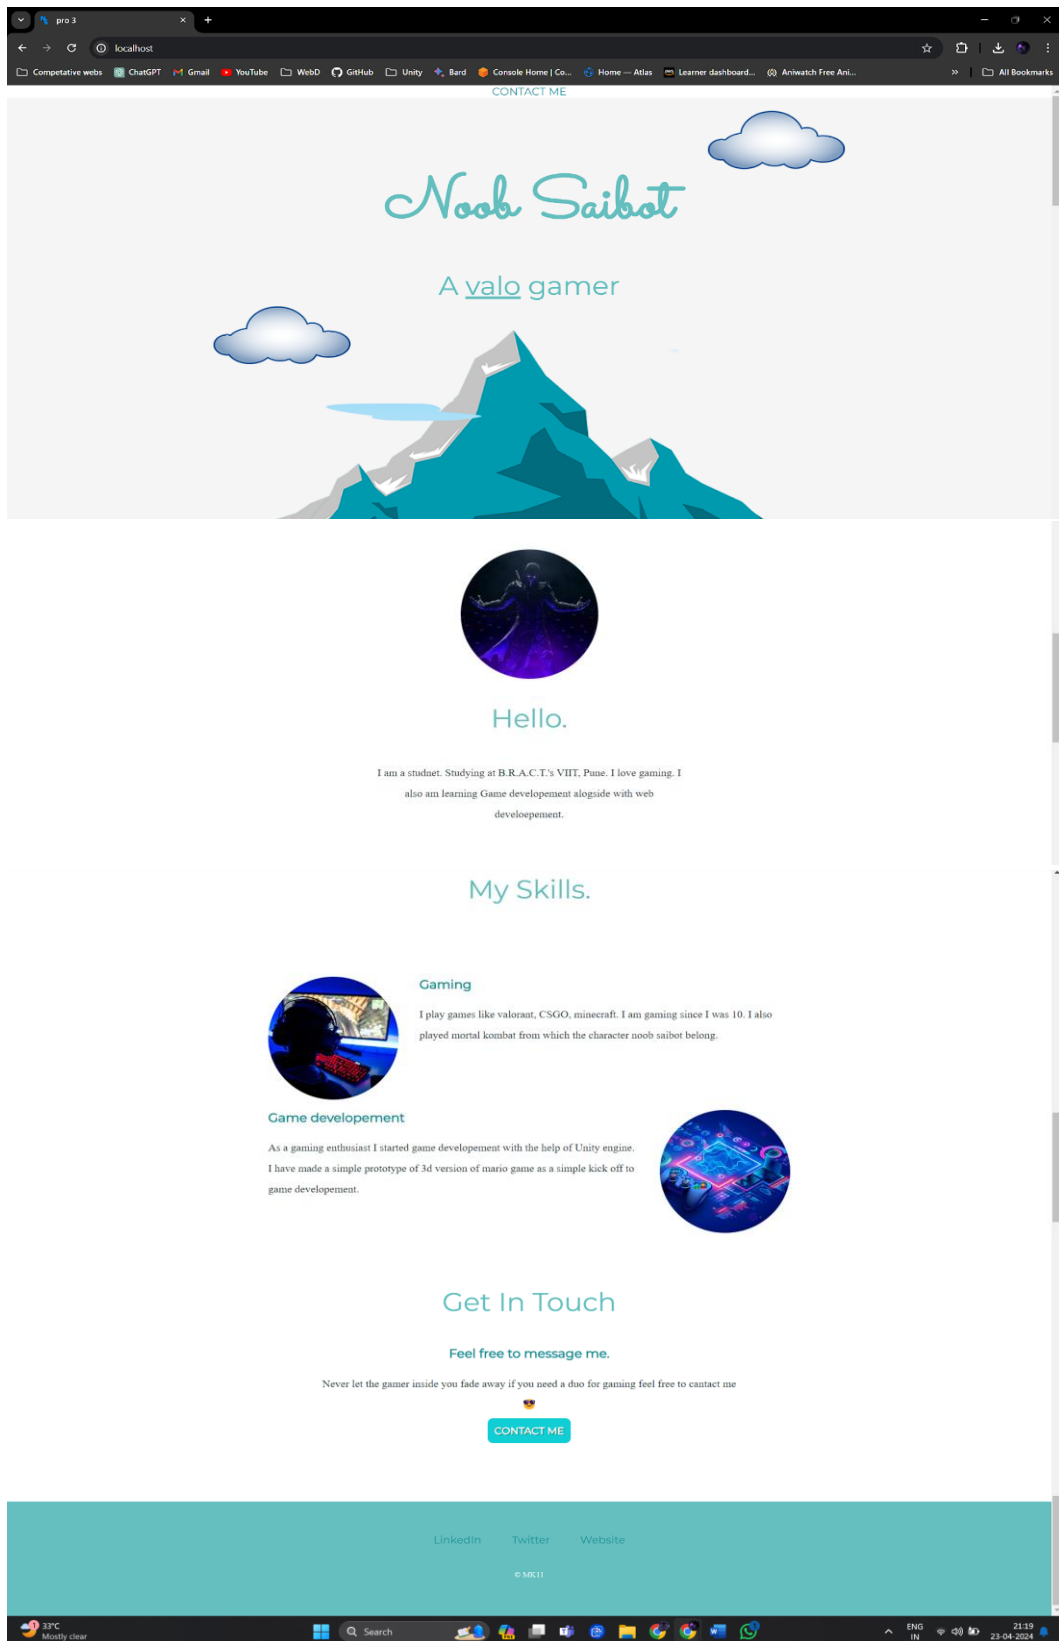 pro 3
localhost
Competative webs ChatGPT Gmail YouTube WebD GitHub Unity Bard Console Home | Co... Home — Atlas Learner dashboard... Aniwatch Free Ani... » All Bookmarks
CONTACT ME
Noob Saibot
A valo gamer
Hello.
I am a studnet. Studying at B.R.A.C.T.'s VIIT, Pune. I love gaming. I
also am learning Game developement alogside with web
develoepement.
My Skills.
Gaming
I play games like valorant, CSGO, minecraft. I am gaming since I was 10. I also
played mortal kombat from which the character noob saibot belong.
Game developement
As a gaming enthusiast I started game developement with the help of Unity engine.
I have made a simple prototype of 3d version of mario game as a simple kick off to
game developement.
Get In Touch
Feel free to message me.
Never let the gamer inside you fade away if you need a duo for gaming feel free to cantact me
😎
CONTACT ME
LinkedIn Twitter Website
© MK11
1 33°C
Mostly clear
Search
ENG
IN
21:19
23-04-2024